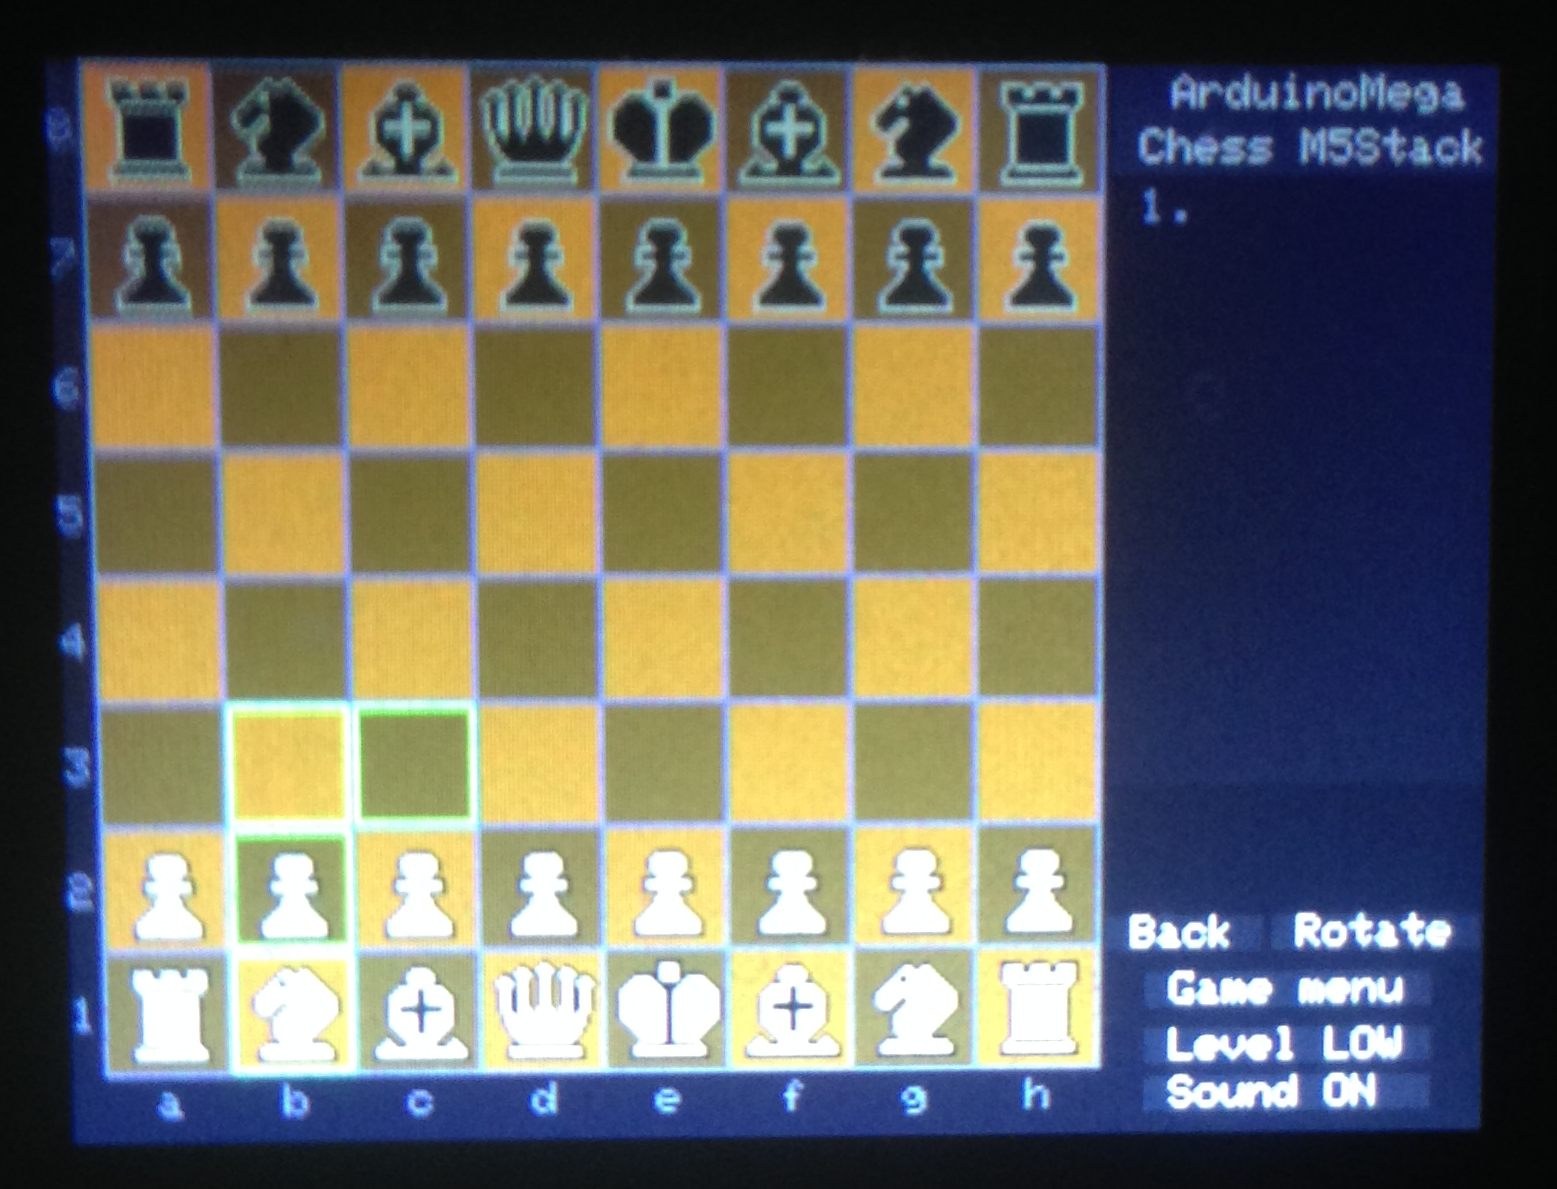 ArduinoMega
Chess M5Stack
1.
8
7
6
5
4
3
2
1
a b c d e f g h
Back Rotate
Game menu
Level LOW
Sound ON